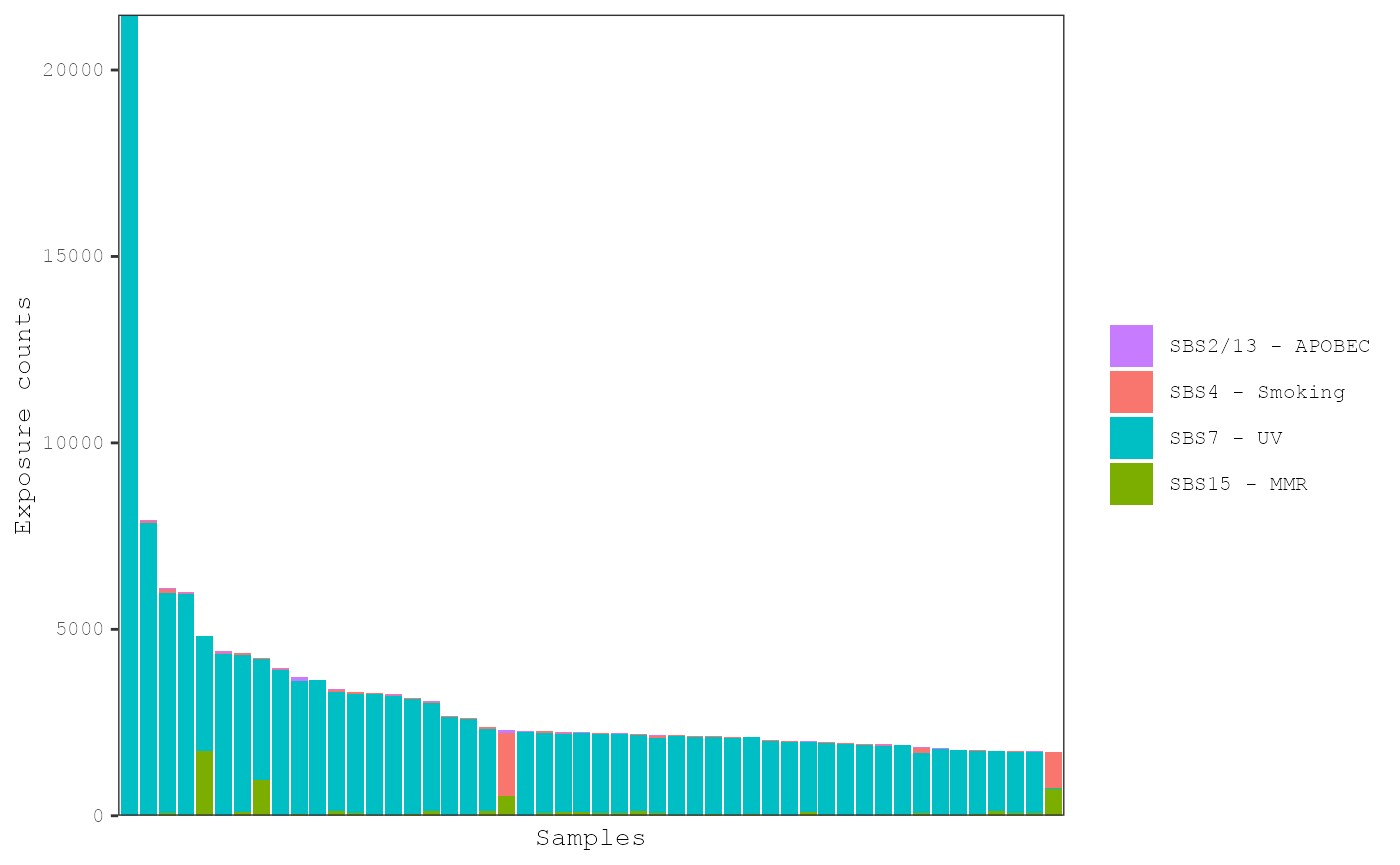 20000
15000
10000
5000
0
Exposure counts
Samples
SBS2/13 - APOBEC
SBS4 - Smoking
SBS7 - UV
SBS15 - MMR